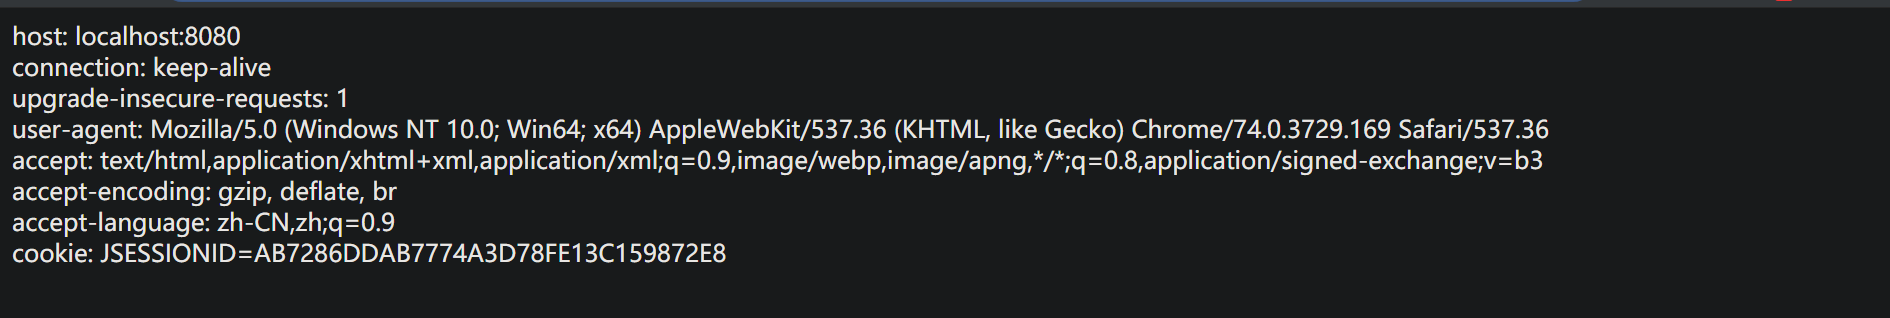 host: localhost:8080
connection: keep-alive
upgrade-insecure-requests: 1
user-agent: Mozilla/5.0 (Windows NT 10.0; Win64; x64) AppleWebKit/537.36 (KHTML, like Gecko) Chrome/74.0.3729.169 Safari/537.36
accept: text/html,application/xhtml+xml,application/xml;q=0.9,image/webp,image/apng,*/*;q=0.8,application/signed-exchange;v=b3
accept-encoding: gzip, deflate, br
accept-language: zh-CN,zh;q=0.9
cookie: JSESSIONID=AB7286DDAB7774A3D78FE13C159872E8